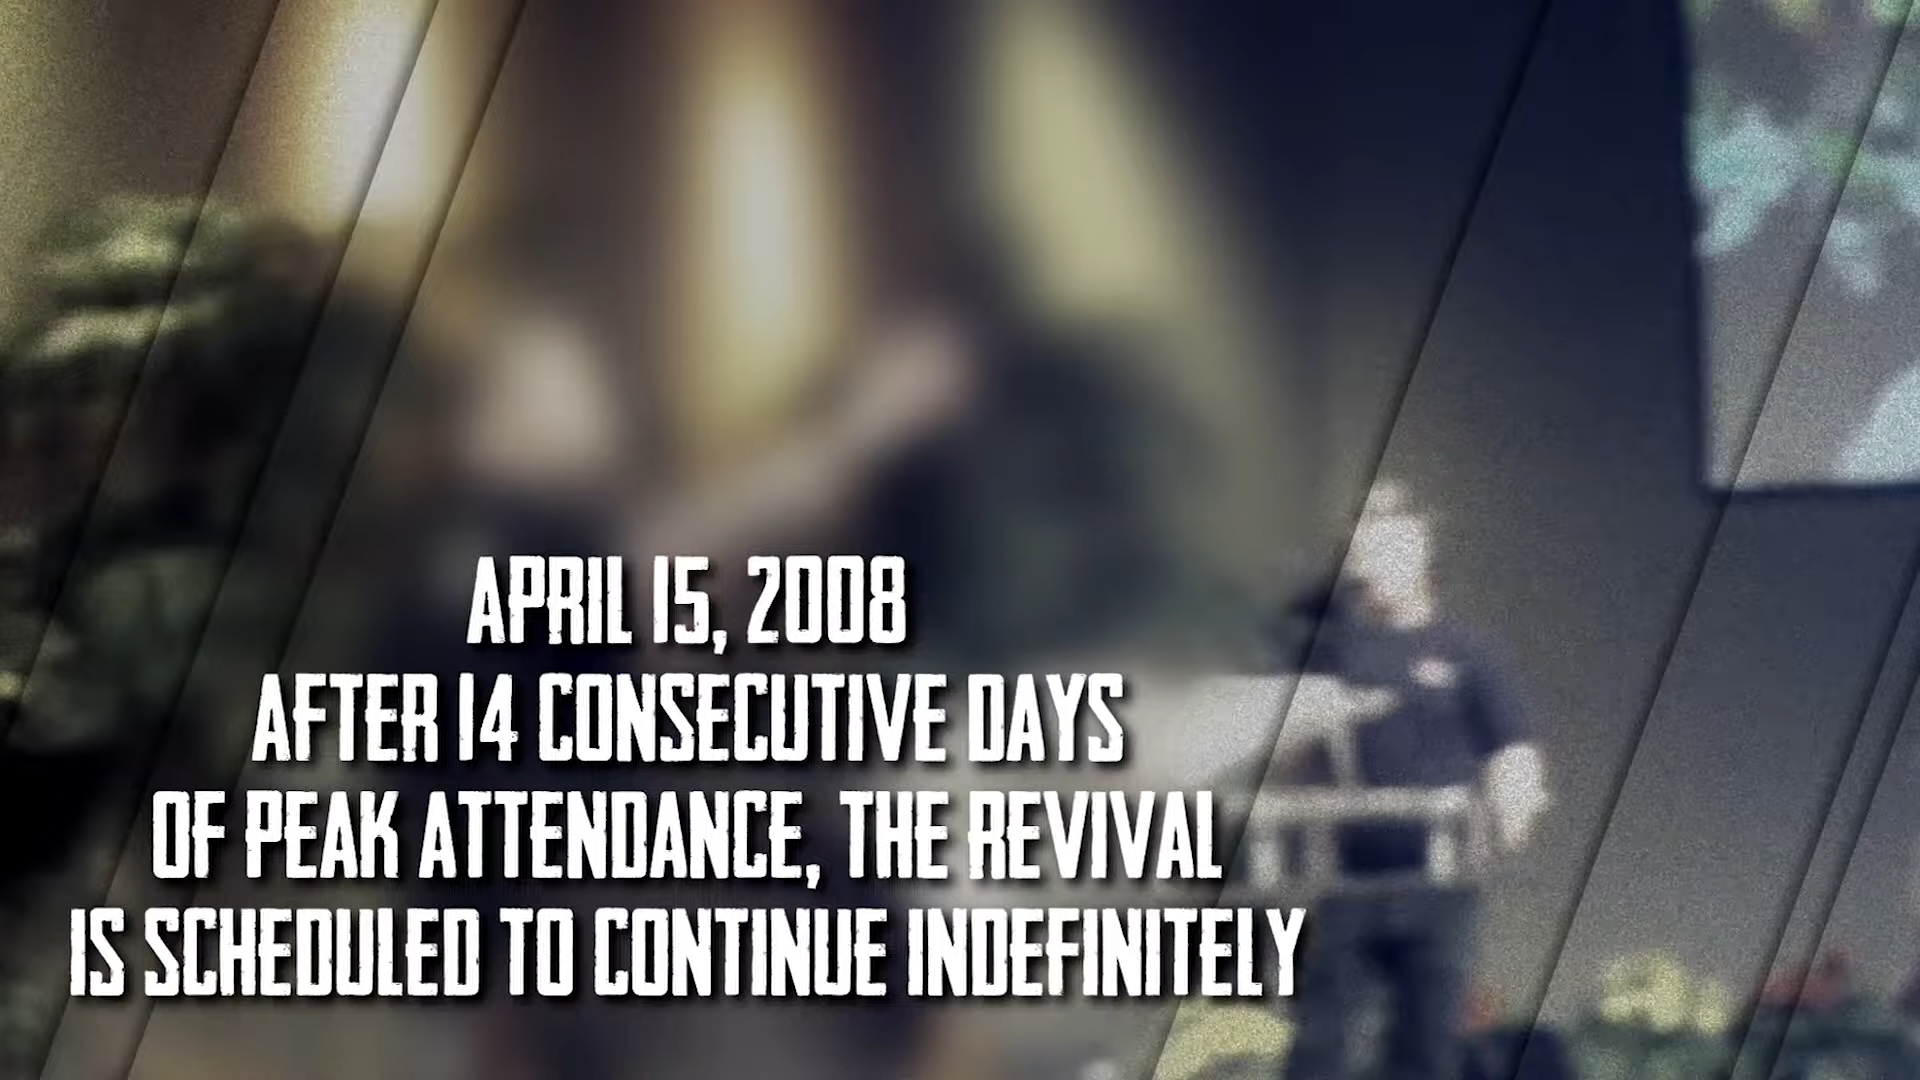 APRIL 15, 2008
AFTER 14 CONSECUTIVE DAYS
OF PEAK ATTENDANCE, THE REVIVAL
IS SCHEDULED TO CONTINUE INDEFINITELY